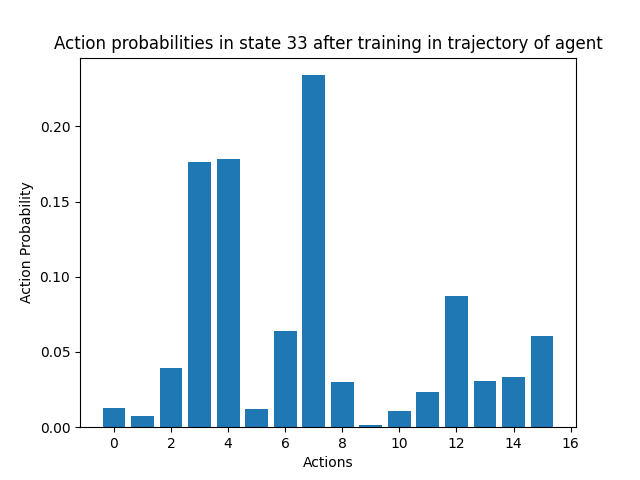 Action probabilities in state 33 after training in trajectory of agent
0.20
0.15
0.10
0.05
0.00
Action Probability
0 2 4 6 8 10 12 14 16
Actions